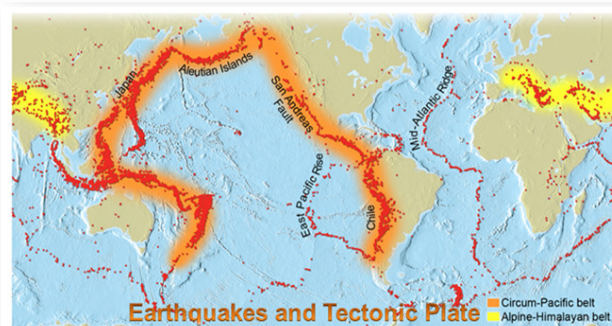 Japan
Aleutian Islands
San Andreas
Fault
Mid-Atlantic Ridge
East Pacific Rise
Chile
Earthquakes and Tectonic Plate
Circum-Pacific belt
Alpine-Himalayan belt